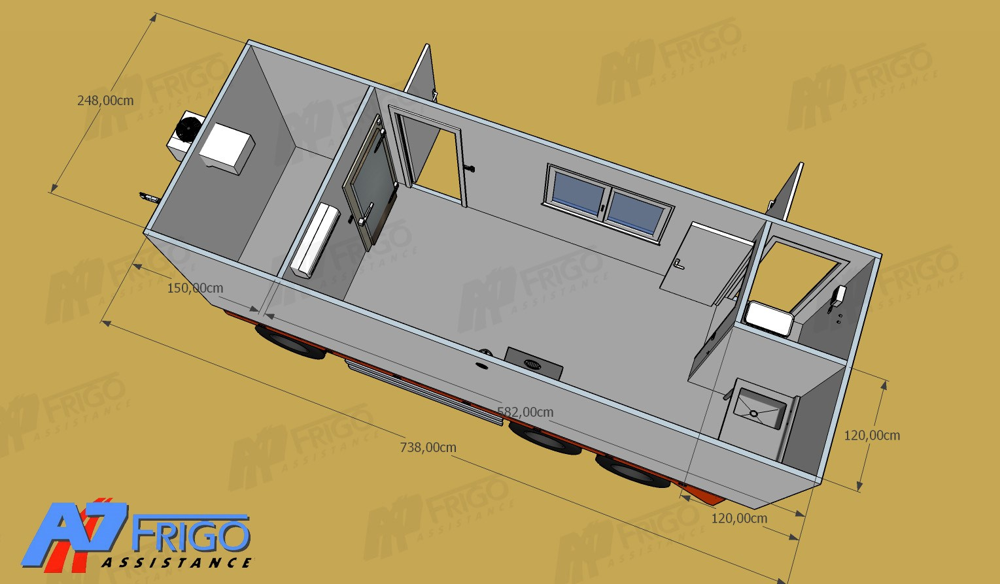 248,00cm
150,00cm
582,00cm
738,00cm
120,00cm
120,00cm
A7 FRIGO
ASSISTANCE